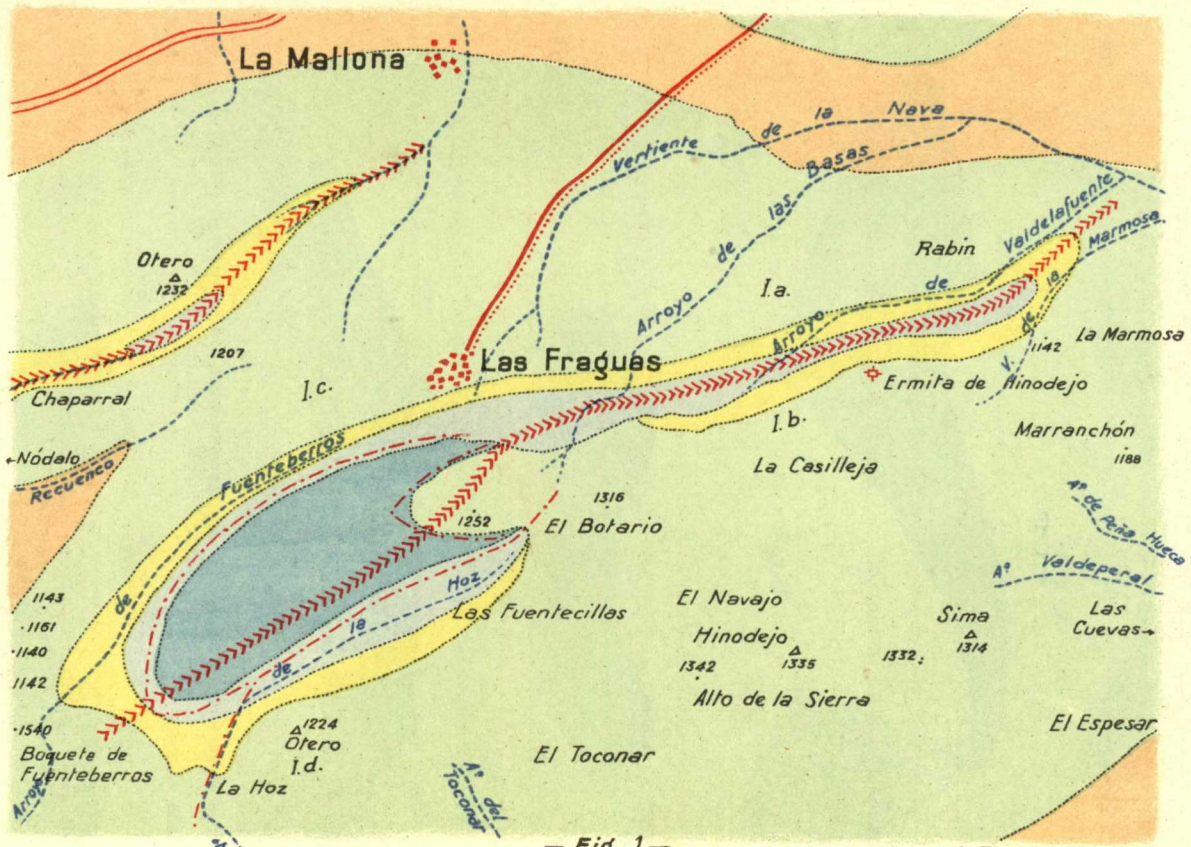 La Mallona
Vertiente de la Nava
Arroyo de las Basas
Rabín
Arroyo de Valdelafuente
V. de la Marmosa
Otero
1232
I.a.
1207
Las Fraguas
1142
La Marmosa
Chaparral
I.c.
Ermita de Hinodejo
I.b.
Marranchón
1188
←Nódalo
Recuenco
Arroyo de Fuenteberros
La Casilleja
1316
1252
El Botario
Aº de Peña Hueca
Aº Valdeperal
1143
1161
1140
1142
1540
de la Hoz
Las Fuentecillas
El Navajo
Hinodejo
1335
1342
1332
Sima
1314
Las
Cuevas→
Alto de la Sierra
El Espesar
1224
Otero
I.d.
El Toconar
Boquete de
Fuenteberros
La Hoz
Aº del
Toconar
— Fig. 1 —